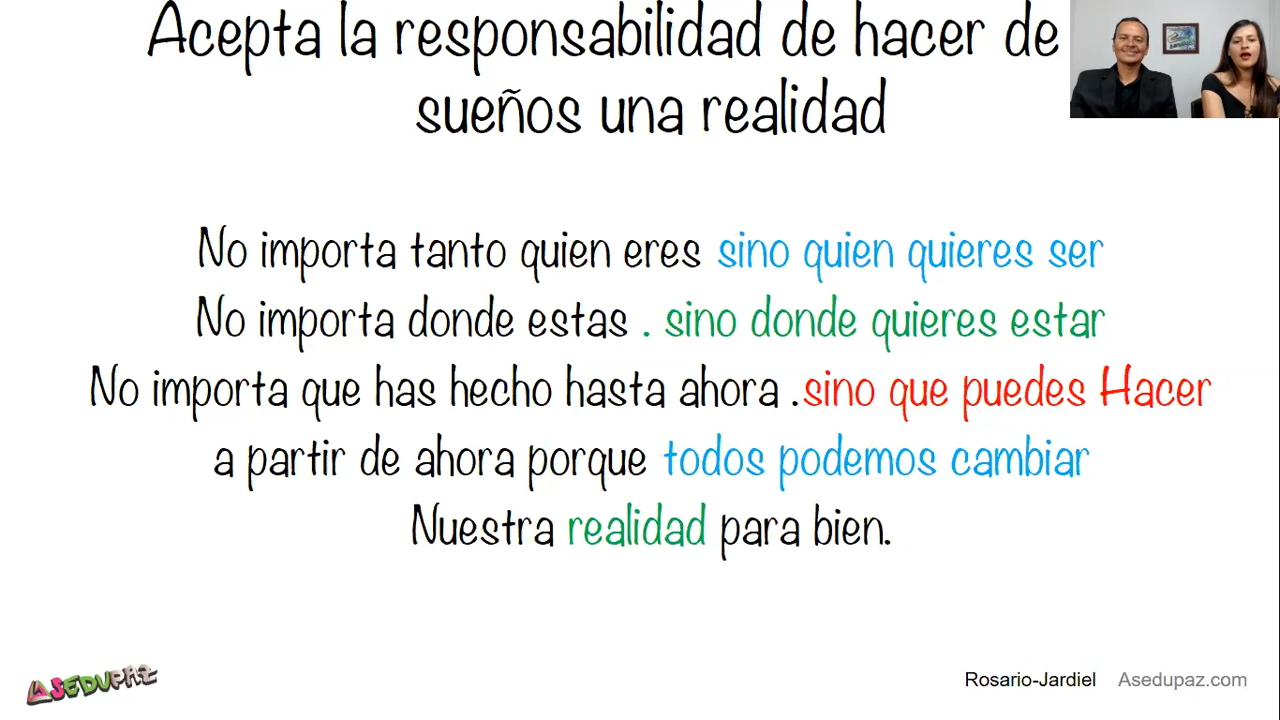 Acepta la responsabilidad de hacer de
sueños una realidad
No importa tanto quien eres sino quien quieres ser
No importa donde estas . sino donde quieres estar
No importa que has hecho hasta ahora .sino que puedes Hacer
a partir de ahora porque todos podemos cambiar
Nuestra realidad para bien.
ASEDUPAZ
Rosario-Jardiel Asedupaz.com